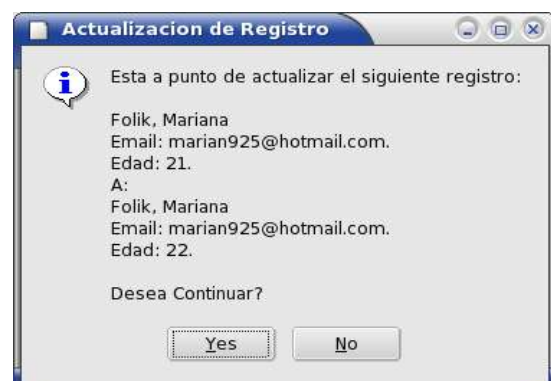 Actualizacion de Registro
Esta a punto de actualizar el siguiente registro:
Folik, Mariana
Email: marian925@hotmail.com.
Edad: 21.
A:
Folik, Mariana
Email: marian925@hotmail.com.
Edad: 22.
Desea Continuar?
Yes
No